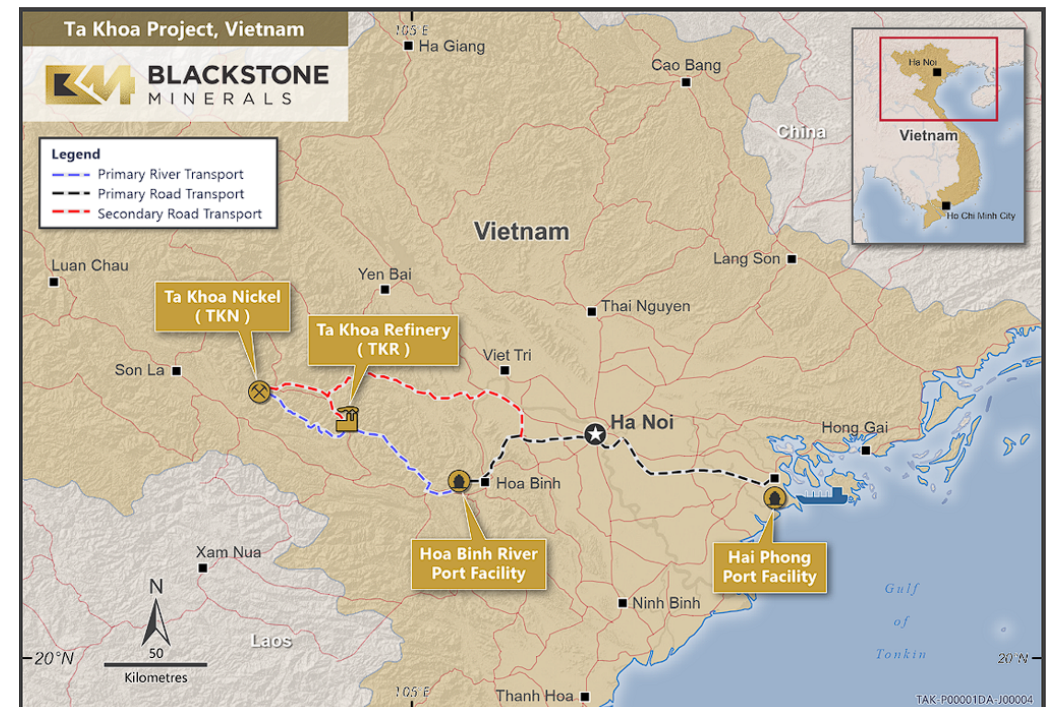 Ta Khoa Project, Vietnam
BLACKSTONE
MINERALS
Legend
Primary River Transport
Primary Road Transport
Secondary Road Transport
105 E
Ha Giang
Cao Bang
China
Ha Noi
Vietnam
Ho Chi Minh City
Vietnam
Luan Chau
Yen Bai
Lang Son
Ta Khoa Nickel
( TKN )
Thai Nguyen
Ta Khoa Refinery
( TKR )
Viet Tri
Son La
Ha Noi
Hong Gai
Hoa Binh
Hoa Binh River
Port Facility
Hai Phong
Port Facility
Xam Nua
N
Ninh Binh
Gulf
of
Tonkin
Laos
50
Kilometres
20°N
20°N
105 E
Thanh Hoa
TAK-P00001DA-J00004